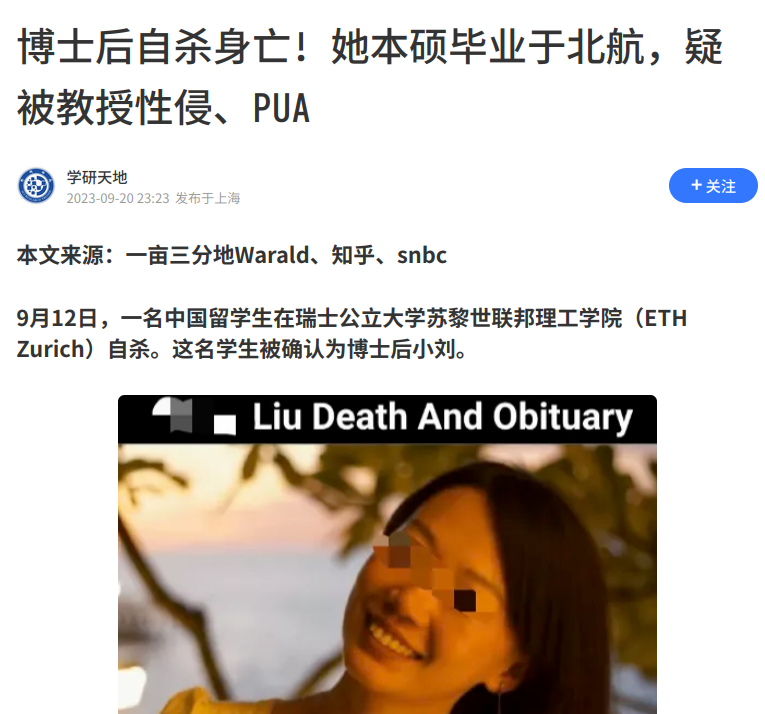 博士后自杀身亡！她本硕毕业于北航，疑
被教授性侵、PUA
学研天地
2023-09-20 23:23 发布于上海
+关注
本文来源：一亩三分地Warald、知乎、snbc
9月12日，一名中国留学生在瑞士公立大学苏黎世联邦理工学院（ETH
Zurich）自杀。这名学生被确认为博士后小刘。
Liu Death And Obituary